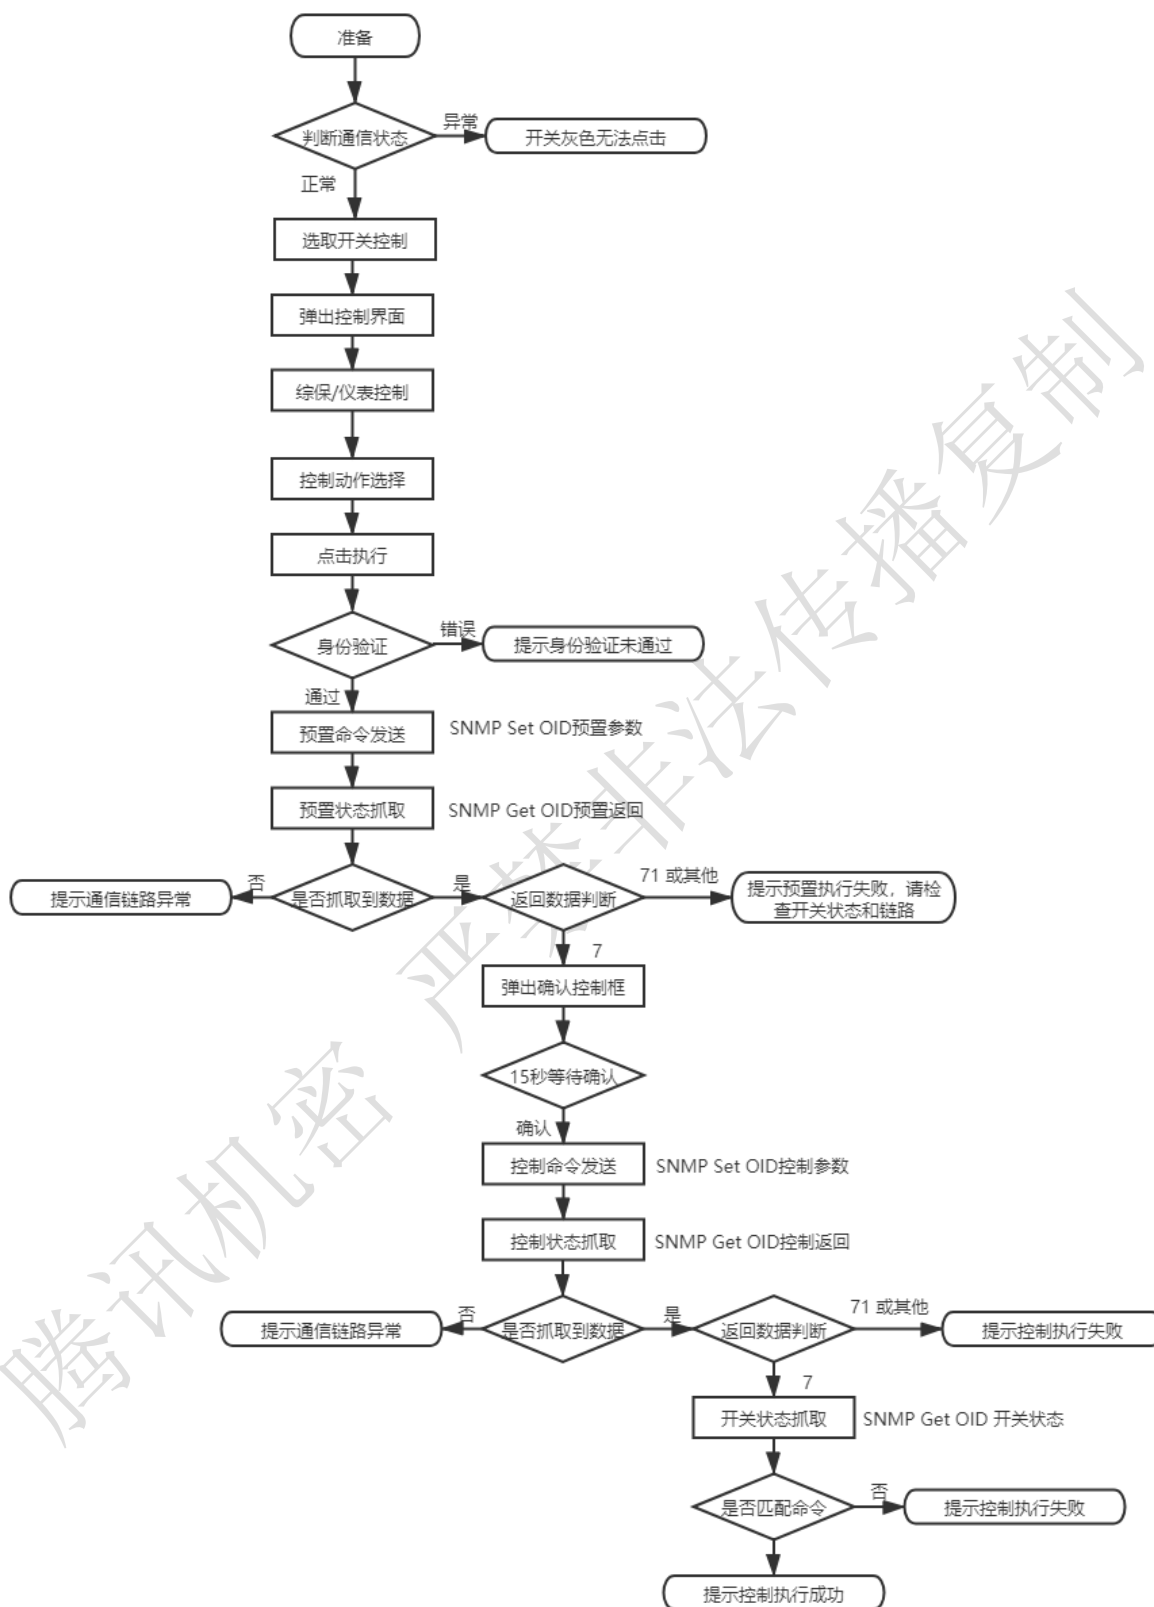 准备
判断通信状态
异常
开关灰色无法点击
正常
选取开关控制
弹出控制界面
综保/仪表控制
控制动作选择
点击执行
身份验证
错误
提示身份验证未通过
通过
预置命令发送
SNMP Set OID预置参数
预置状态抓取
SNMP Get OID预置返回
提示通信链路异常
否
是否抓取到数据
是
返回数据判断
71 或其他
提示预置执行失败，请检
查开关状态和链路
7
弹出确认控制框
15秒等待确认
确认
控制命令发送
SNMP Set OID控制参数
控制状态抓取
SNMP Get OID控制返回
提示通信链路异常
否
是否抓取到数据
是
返回数据判断
71 或其他
提示控制执行失败
7
开关状态抓取
SNMP Get OID 开关状态
是否匹配命令
否
提示控制执行失败
提示控制执行成功
腾讯机密 严禁非法传播复制